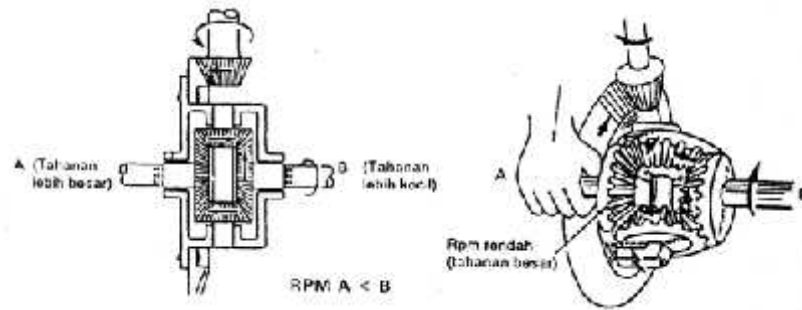 A (Tahanan
lebih besar)
B (Tahanan
lebih kecil)
RPM A < B
A
Rpm rendah
(tahanan besar)